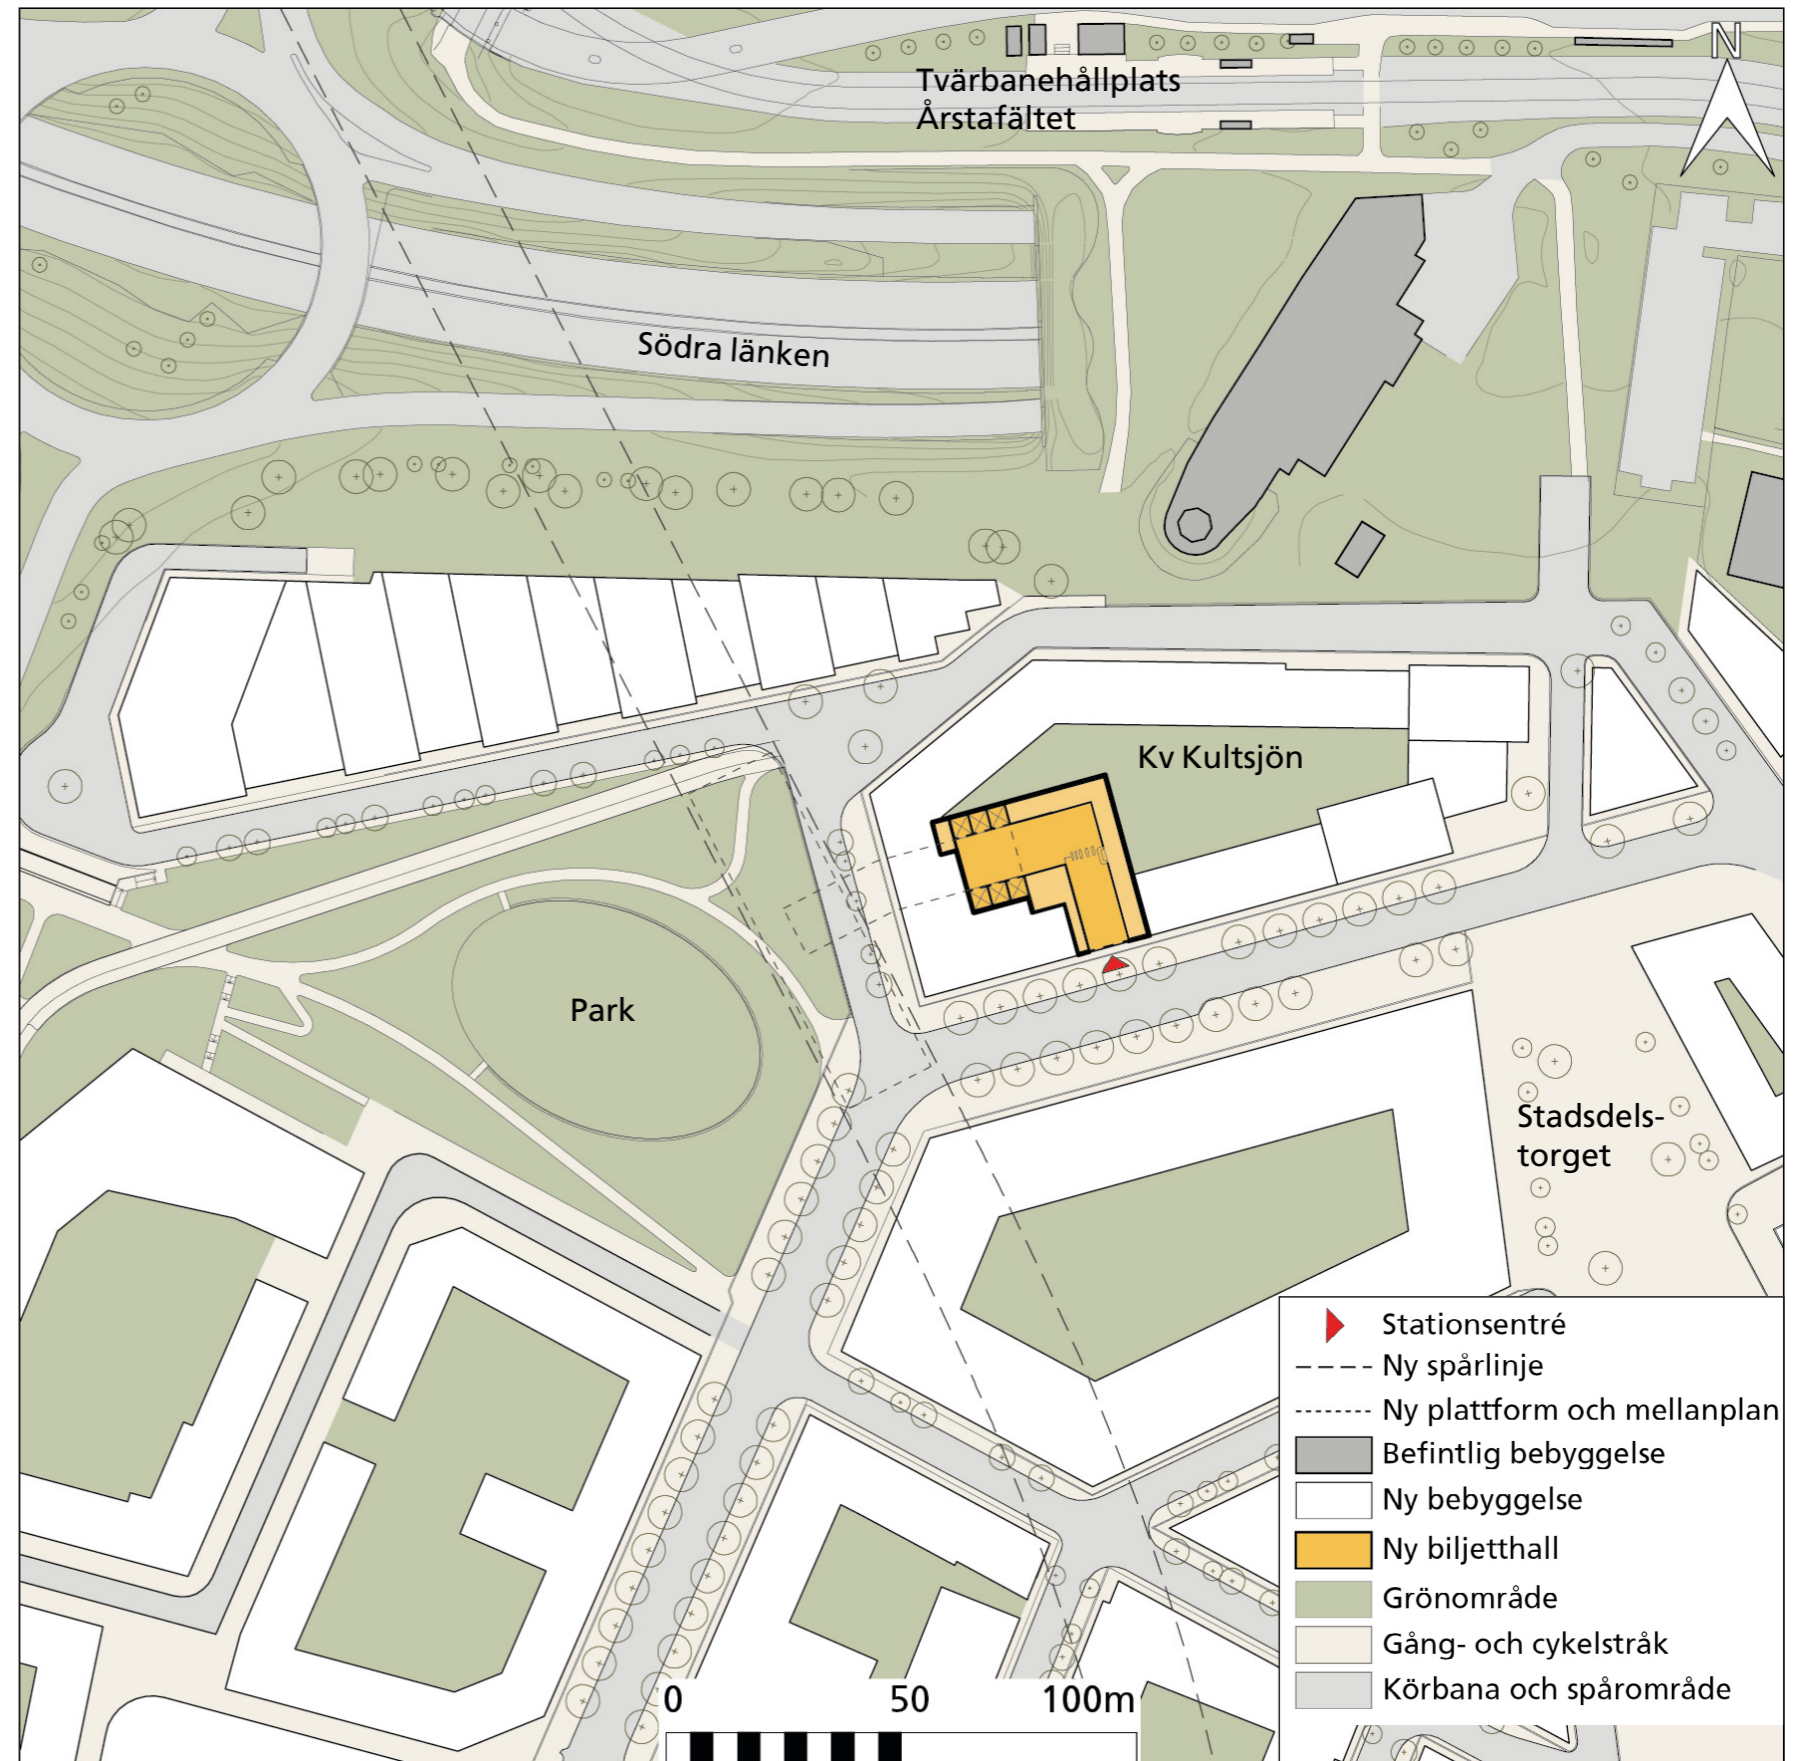 N
Tvärbanehållplats
Årstafältet
Södra länken
Kv Kultsjön
Park
Stadsdels-
torget
Stationsentré
Ny spårlinje
Ny plattform och mellanplan
Befintlig bebyggelse
Ny bebyggelse
Ny biljetthall
Grönområde
Gång- och cykelstråk
Körbana och spårområde
0 50 100m